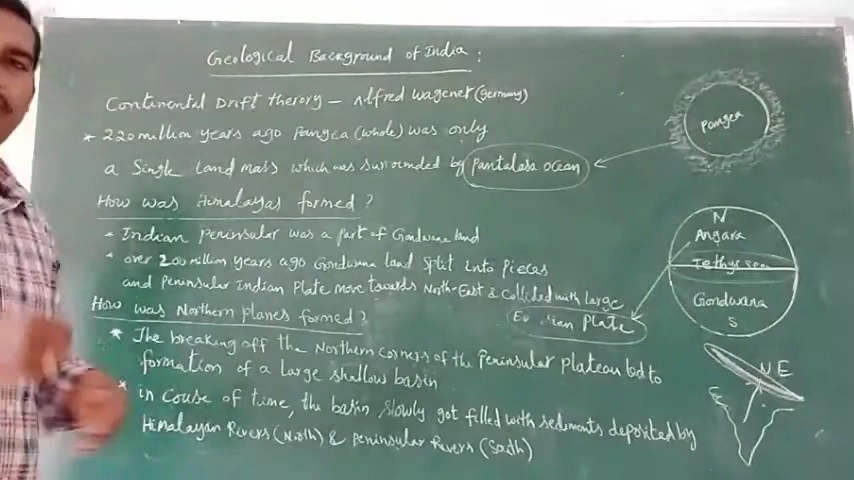 Geological Background of India :
Continental Drift therory - Alfred Wagener (Germany)
* 220 million years ago Pangea (whole) was only
a Single Land mass which was surrounded by Pantalasa ocean
Pangea
How was Himalayas formed ?
* Indian peninsular was a part of Gondwana land
* over 200 million years ago Gondwana land split into pieces
and Peninsular Indian Plate move towards North-East & Collided with large
Plate
N
Angara
Tethys sea
Gondwana
S
How was Northern planes formed ?
* The breaking off the Northern corners of the Peninsular Plateau led to
formation of a large shallow basin
* in couse of time, the basin slowly got filled with sediments deposited by
Himalayan Rivers (North) & Peninsular Rivers (South)
N E
E